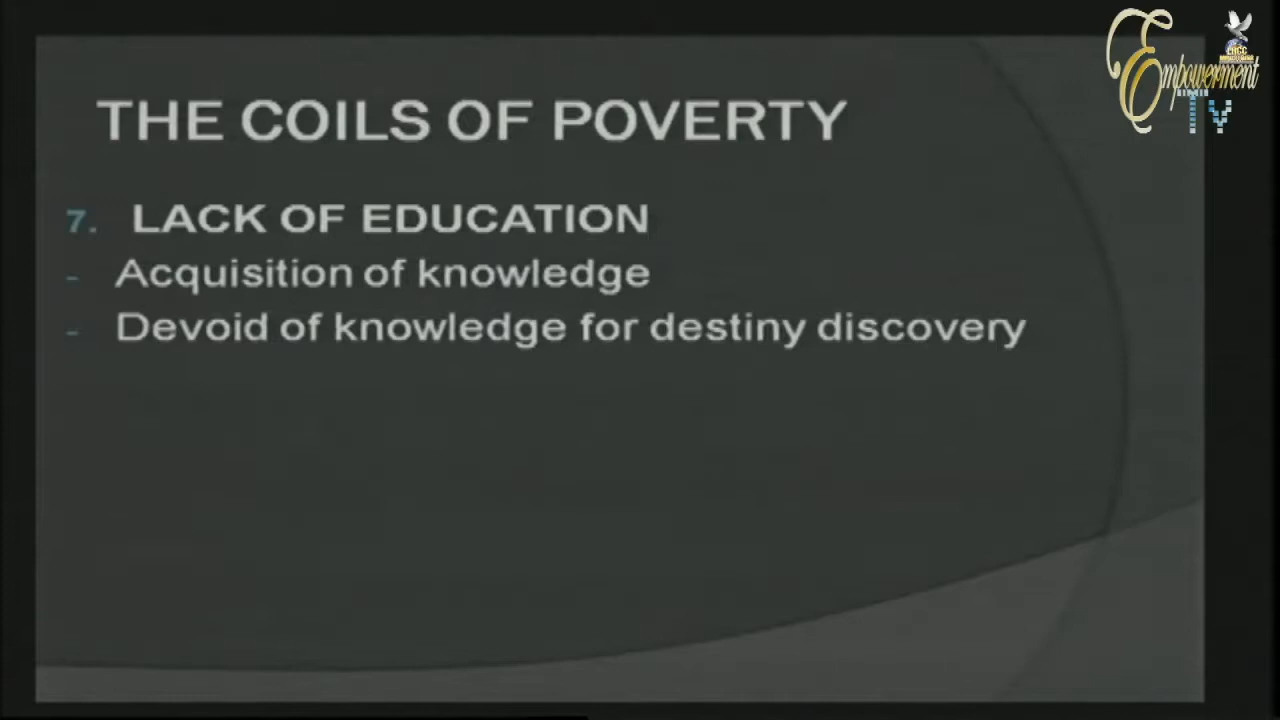 THE COILS OF POVERTY
7. LACK OF EDUCATION
- Acquisition of knowledge
- Devoid of knowledge for destiny discovery
Empowerment
TV